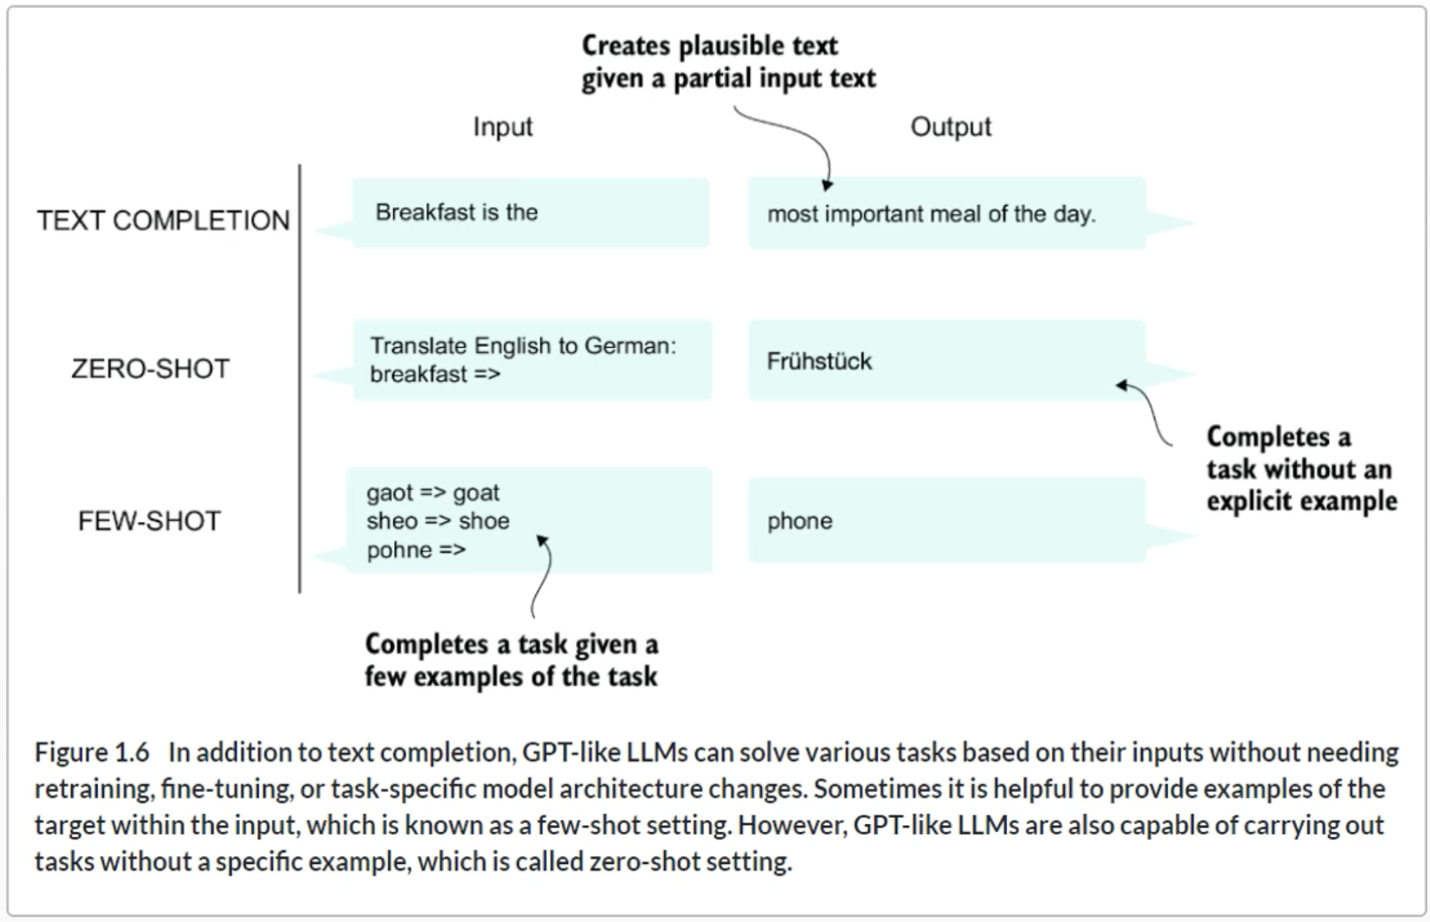 Creates plausible text
given a partial input text
Input
Output
TEXT COMPLETION
Breakfast is the
most important meal of the day.
ZERO-SHOT
Translate English to German:
breakfast =>
Frühstück
Completes a
task without an
explicit example
FEW-SHOT
gaot => goat
sheo => shoe
pohne =>
phone
Completes a task given a
few examples of the task
Figure 1.6 In addition to text completion, GPT-like LLMs can solve various tasks based on their inputs without needing
retraining, fine-tuning, or task-specific model architecture changes. Sometimes it is helpful to provide examples of the
target within the input, which is known as a few-shot setting. However, GPT-like LLMs are also capable of carrying out
tasks without a specific example, which is called zero-shot setting.